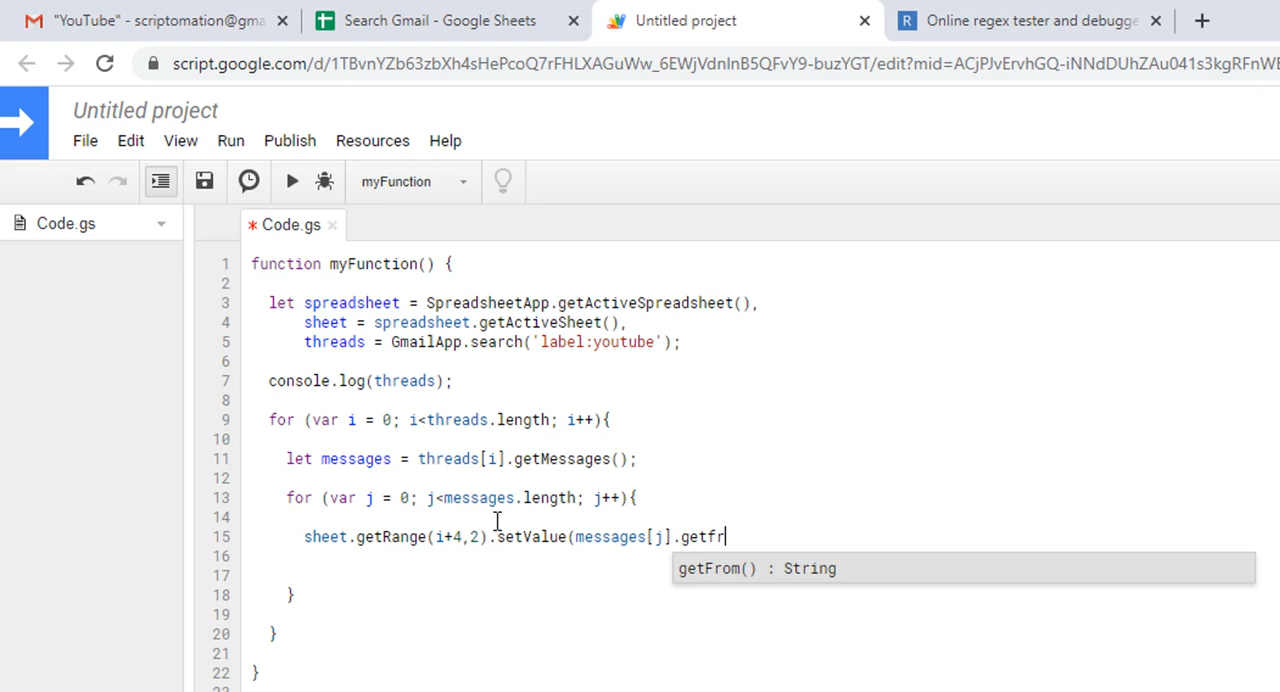 "YouTube" - scriptomation@gma
Search Gmail - Google Sheets
Untitled project
Online regex tester and debugge
script.google.com/d/1TBvnYZb63zbXh4sHePcoQ7rFHLXAGuWw_6EWjVdnlnB5QFvY9-buzYGT/edit?mid=ACjPJvErvhGQ-iNNdDUhZAu041s3kgRFnWE
Untitled project
File Edit View Run Publish Resources Help
myFunction
Code.gs
* Code.gs
1 function myFunction() {
2
3 let spreadsheet = SpreadsheetApp.getActiveSpreadsheet(),
4 sheet = spreadsheet.getActiveSheet(),
5 threads = GmailApp.search('label:youtube');
6
7 console.log(threads);
8
9 for (var i = 0; i<threads.length; i++){
10
11 let messages = threads[i].getMessages();
12
13 for (var j = 0; j<messages.length; j++){
14
15 sheet.getRange(i+4,2).setValue(messages[j].getfr
16
getFrom() : String
17
18 }
19
20 }
21
22 }
23